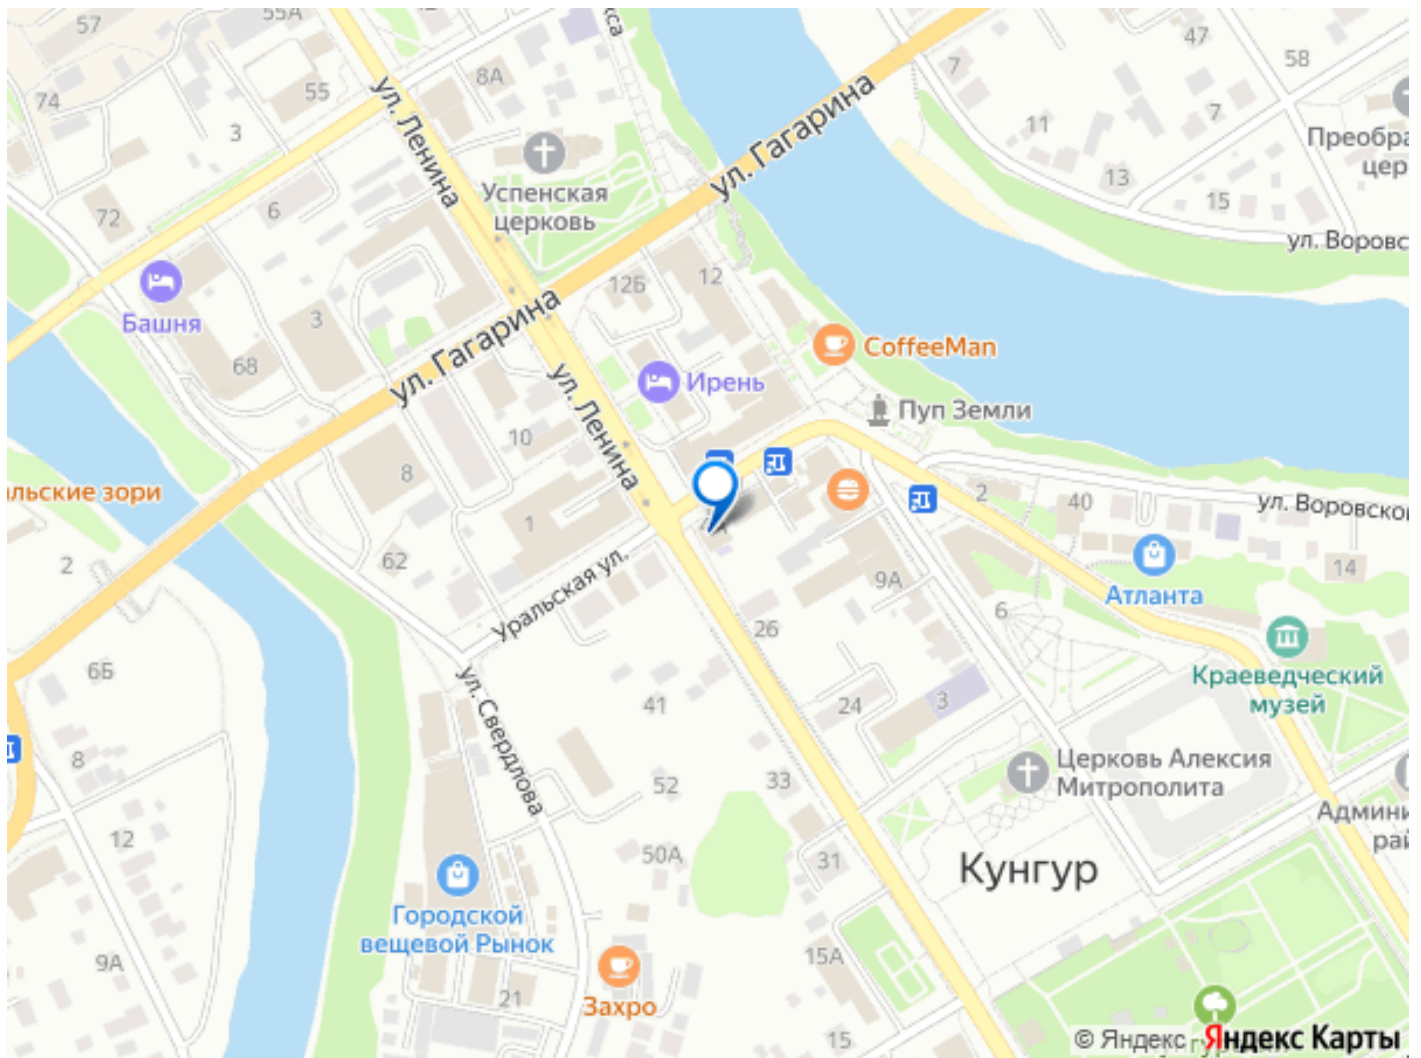 57
55А
47
58
7
8А
74
55
ул. Ленина
3
ул. Гагарина
7
11
Преобра
цер
13
15
Успенская
церковь
6
72
ул. Воровс
12Б
12
Башня
3
68
ул. Гагарина
CoffeeMan
ул. Ленина
Ирень
Пуп Земли
10
8
альские зори
1
2
40
ул. Воровской
62
2
14
9А
Атланта
Уральская ул.
6
26
6Б
Краеведческий
музей
ул. Свердлова
41
24
3
8
52
33
Церковь Алексия
Митрополита
Админи
рай
12
50А
31
Кунгур
Городской
вещевой Рынок
9А
15А
21
Захро
15
© Яндекс Яндекс Карты